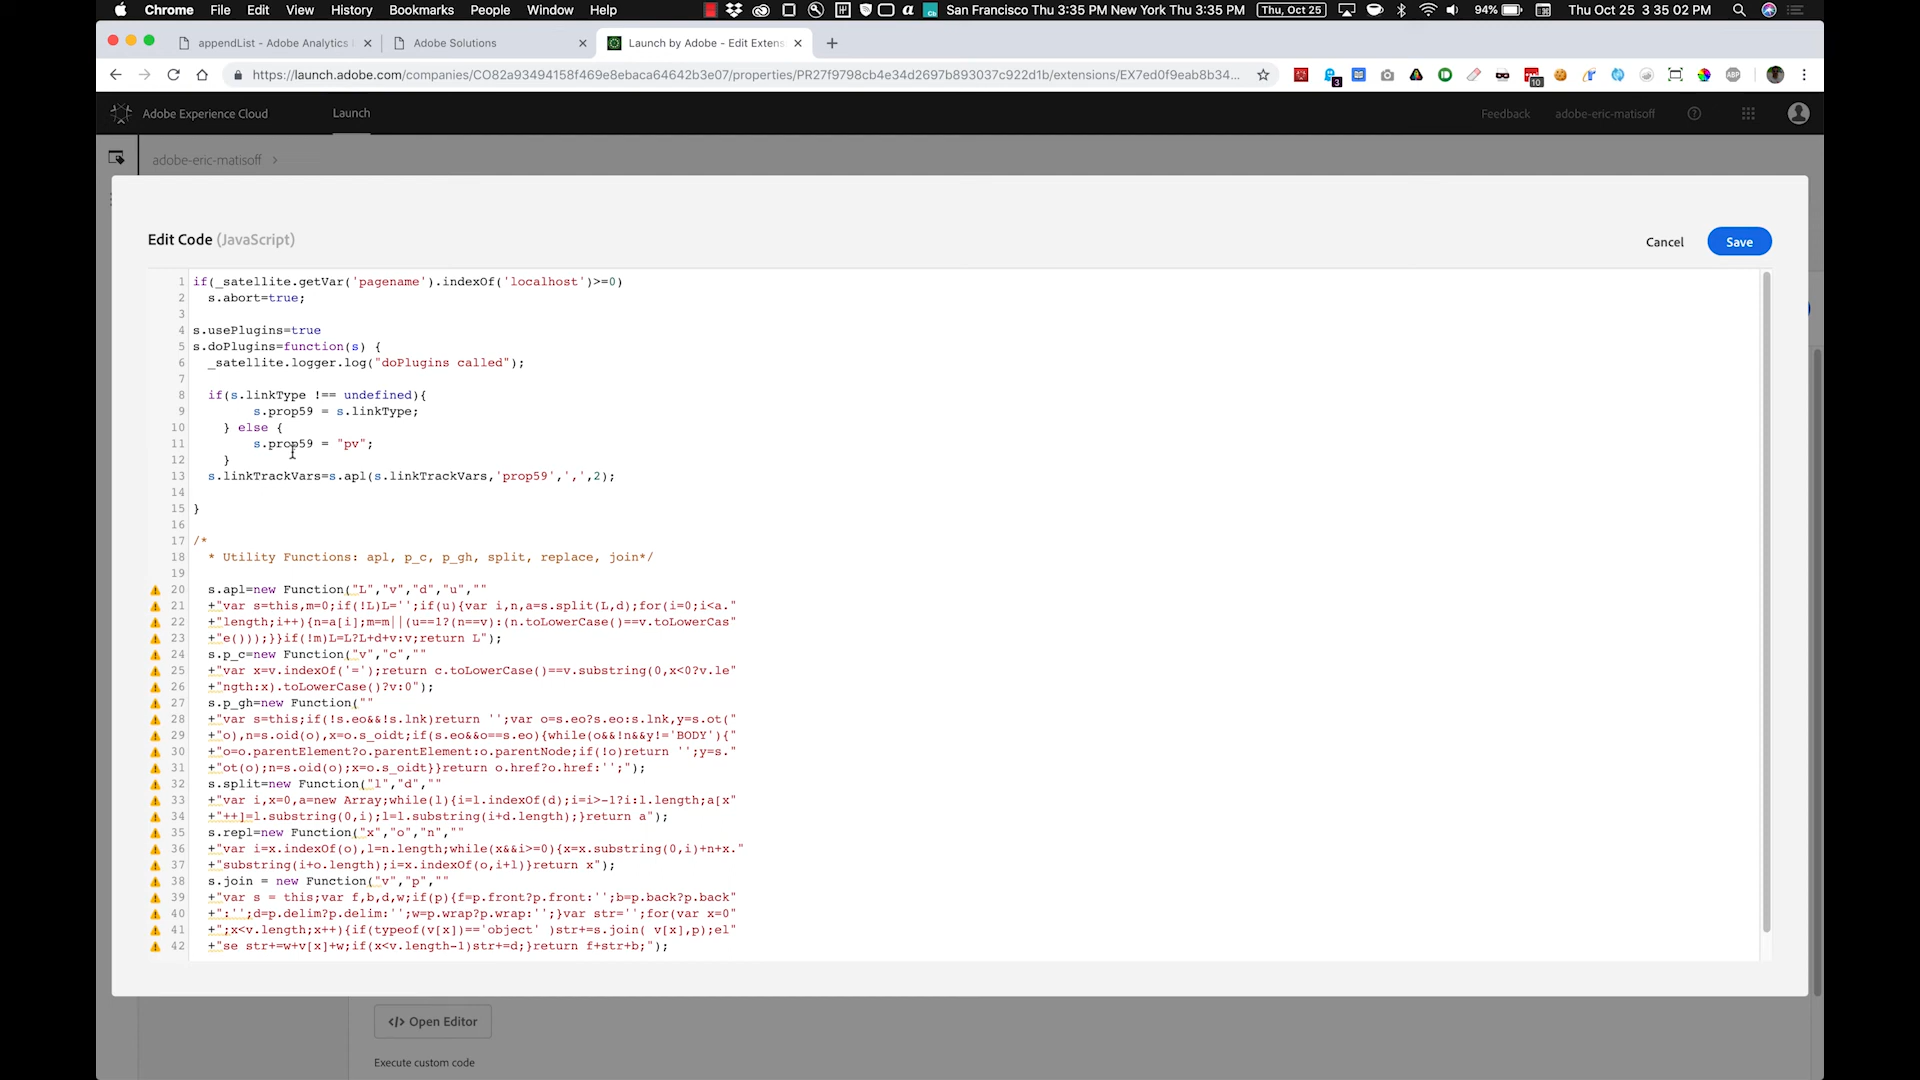 Chrome File Edit View History Bookmarks People Window Help San Francisco Thu 3:35 PM New York Thu 3:35 PM Thu, Oct 25 94% Thu Oct 25 3 35 02 PM
appendList - Adobe Analytics
Adobe Solutions
Launch by Adobe - Edit Extens
https://launch.adobe.com/companies/CO82a93494158f469e8ebaca64642b3e07/properties/PR27f9798cb4e34d2697b893037c922d1b/extensions/EX7ed0f9eab8b34...
3
10
ABP
Adobe Experience Cloud Launch Feedback adobe-eric-matisoff
adobe-eric-matisoff >
Edit Code (JavaScript)
Cancel Save
1 if(_satellite.getVar('pagename').indexOf('localhost')>=0)
2 s.abort=true;
3
4 s.usePlugins=true
5 s.doPlugins=function(s) {
6 _satellite.logger.log("doPlugins called");
7
8 if(s.linkType !== undefined){
9 s.prop59 = s.linkType;
10 } else {
11 s.prop59 = "pv";
12 }
13 s.linkTrackVars=s.apl(s.linkTrackVars,'prop59',',',2);
14
15 }
16
17 /*
18 * Utility Functions: apl, p_c, p_gh, split, replace, join*/
19
20 s.apl=new Function("L","v","d","u",""
21 +"var s=this,m=0;if(!L)L='';if(u){var i,n,a=s.split(L,d);for(i=0;i<a."
22 +"length;i++){n=a[i];m=m||(u==1?(n==v):(n.toLowerCase()==v.toLowerCas"
23 +"e()));}}if(!m)L=L?L+d+v:v;return L");
24 s.p_c=new Function("v","c",""
25 +"var x=v.indexOf('=');return c.toLowerCase()==v.substring(0,x<0?v.le"
26 +"ngth:x).toLowerCase()?v:0");
27 s.p_gh=new Function(""
28 +"var s=this;if(!s.eo&&!s.lnk)return '';var o=s.eo?s.eo:s.lnk,y=s.ot("
29 +"o),n=s.oid(o),x=o.s_oidt;if(s.eo&&o==s.eo){while(o&&!n&&y!='BODY'){"
30 +"o=o.parentElement?o.parentElement:o.parentNode;if(!o)return '';y=s."
31 +"ot(o);n=s.oid(o);x=o.s_oidt}}return o.href?o.href:'';");
32 s.split=new Function("l","d",""
33 +"var i,x=0,a=new Array;while(l){i=l.indexOf(d);i=i>-1?i:l.length;a[x"
34 +"++]=l.substring(0,i);l=l.substring(i+d.length);}return a");
35 s.repl=new Function("x","o","n",""
36 +"var i=x.indexOf(o),l=n.length;while(x&&i>=0){x=x.substring(0,i)+n+x."
37 +"substring(i+o.length);i=x.indexOf(o,i+l)}return x");
38 s.join = new Function("v","p",""
39 +"var s = this;var f,b,d,w;if(p){f=p.front?p.front:'';b=p.back?p.back"
40 +":'';d=p.delim?p.delim:'';w=p.wrap?p.wrap:'';}var str='';for(var x=0"
41 +";x<v.length;x++){if(typeof(v[x])=='object' )str+=s.join( v[x],p);el"
42 +"se str+=w+v[x]+w;if(x<v.length-1)str+=d;}return f+str+b;");
</> Open Editor
Execute custom code